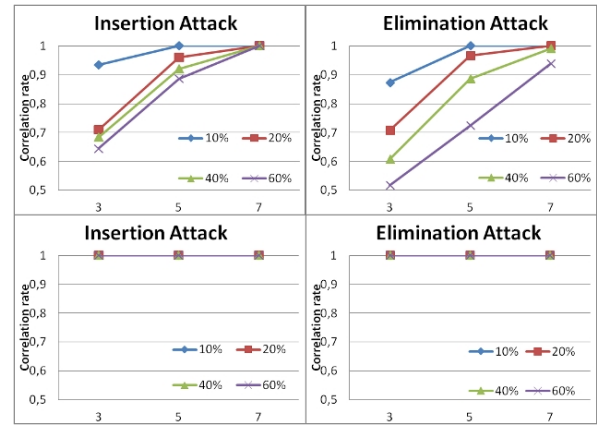 Insertion Attack
Correlation rate
1
0,9
0,8
0,7
0,6
0,5
10% 20%
40% 60%
3 5 7
Elimination Attack
Correlation rate
1
0,9
0,8
0,7
0,6
0,5
10% 20%
40% 60%
3 5 7
Insertion Attack
Correlation rate
1
0,9
0,8
0,7
0,6
0,5
10% 20%
40% 60%
3 5 7
Elimination Attack
Correlation rate
1
0,9
0,8
0,7
0,6
0,5
10% 20%
40% 60%
3 5 7